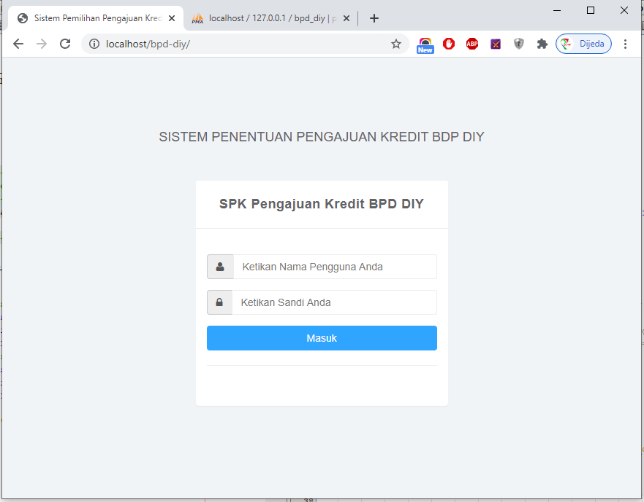 Sistem Pemilihan Pengajuan Kred
localhost / 127.0.0.1 / bpd_diy | p
localhost/bpd-diy/
New
ABP
Dijeda
SISTEM PENENTUAN PENGAJUAN KREDIT BDP DIY
SPK Pengajuan Kredit BPD DIY
Ketikan Nama Pengguna Anda
Ketikan Sandi Anda
Masuk